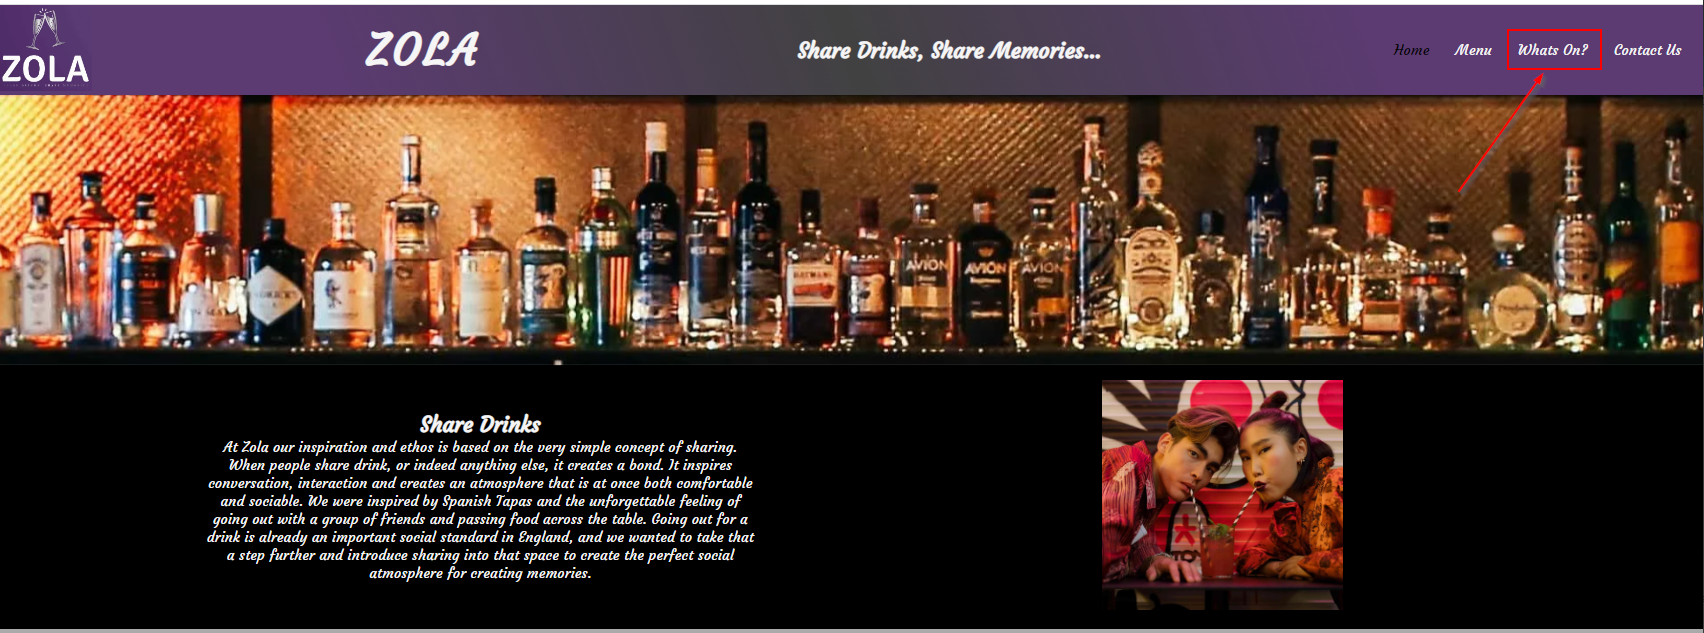 ZOLA
ZOLA
Share Drinks, Share Memories...
Home Menu Whats On? Contact Us
AVION AVION AVION
Share Drinks
At Zola our inspiration and ethos is based on the very simple concept of sharing.
When people share drink, or indeed anything else, it creates a bond. It inspires
conversation, interaction and creates an atmosphere that is at once both comfortable
and sociable. We were inspired by Spanish Tapas and the unforgettable feeling of
going out with a group of friends and passing food across the table. Going out for a
drink is already an important social standard in England, and we wanted to take that
a step further and introduce sharing into that space to create the perfect social
atmosphere for creating memories.